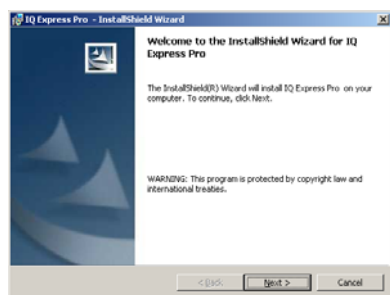 IQ Express Pro - InstallShield Wizard
Welcome to the InstallShield Wizard for IQ
Express Pro
The InstallShield(R) Wizard will install IQ Express Pro on your
computer. To continue, click Next.
WARNING: This program is protected by copyright law and
international treaties.
< Back
Next >
Cancel